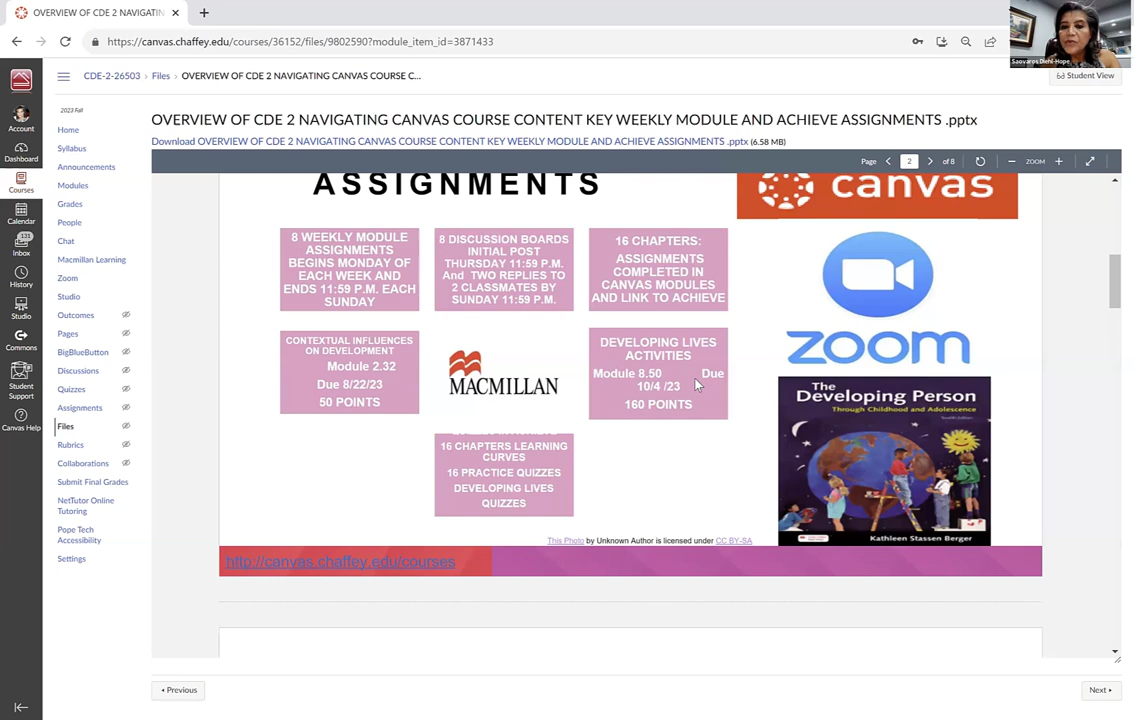 OVERVIEW OF CDE 2 NAVIGATIN
https://canvas.chaffey.edu/courses/36152/files/9802590?module_item_id=3871433
Saovaros Diehl-Hope
CDE-2-26503 › Files › OVERVIEW OF CDE 2 NAVIGATING CANVAS COURSE C...
Student View
Account
Dashboard
Courses
Calendar
131
Inbox
History
Studio
Commons
Student
Support
Canvas Help
2023 Fall
Home
Syllabus
Announcements
Modules
Grades
People
Chat
Macmillan Learning
Zoom
Studio
Outcomes
Pages
BigBlueButton
Discussions
Quizzes
Assignments
Files
Rubrics
Collaborations
Submit Final Grades
NetTutor Online
Tutoring
Pope Tech
Accessibility
Settings
OVERVIEW OF CDE 2 NAVIGATING CANVAS COURSE CONTENT KEY WEEKLY MODULE AND ACHIEVE ASSIGNMENTS .pptx
Download OVERVIEW OF CDE 2 NAVIGATING CANVAS COURSE CONTENT KEY WEEKLY MODULE AND ACHIEVE ASSIGNMENTS .pptx (6.58 MB)
Page 2 of 8 ZOOM
ASSIGNMENTS
canvas
8 WEEKLY MODULE
ASSIGNMENTS
BEGINS MONDAY OF
EACH WEEK AND
ENDS 11:59 P.M. EACH
SUNDAY
8 DISCUSSION BOARDS
INITIAL POST
THURSDAY 11:59 P.M.
And TWO REPLIES TO
2 CLASSMATES BY
SUNDAY 11:59 P.M.
16 CHAPTERS:
ASSIGNMENTS
COMPLETED IN
CANVAS MODULES
AND LINK TO ACHIEVE
CONTEXTUAL INFLUENCES
ON DEVELOPMENT
Module 2.32
Due 8/22/23
50 POINTS
MACMILLAN
DEVELOPING LIVES
ACTIVITIES
Module 8.50 Due
10/4 /23
160 POINTS
zoom
16 CHAPTERS LEARNING
CURVES
16 PRACTICE QUIZZES
DEVELOPING LIVES
QUIZZES
The
Developing Person
Through Childhood and Adolescence
Kathleen Stassen Berger
This Photo by Unknown Author is licensed under CC BY-SA
http://canvas.chaffey.edu/courses
Previous
Next